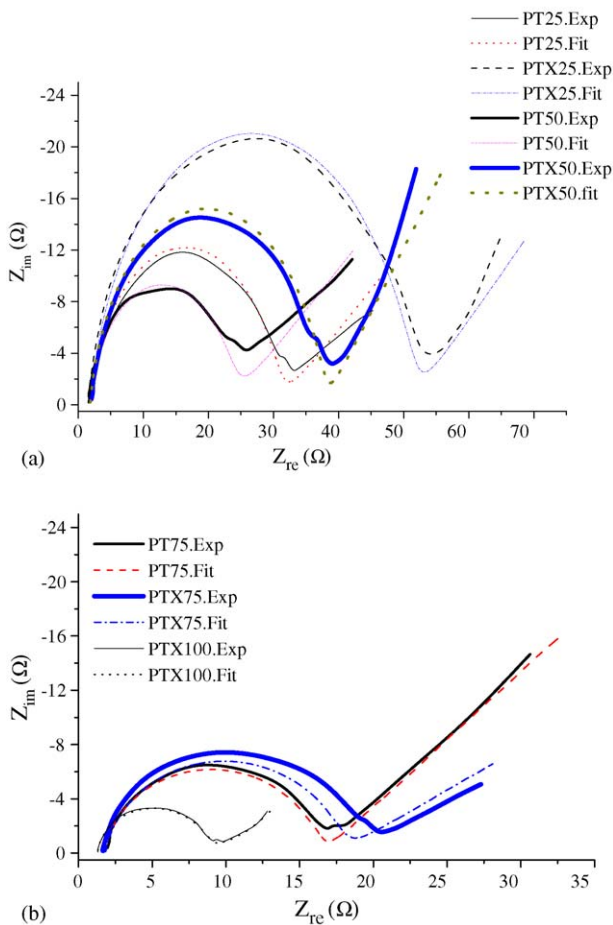 PT25.Exp
PT25.Fit
PTX25.Exp
PTX25.Fit
PT50.Exp
PT50.Fit
PTX50.Exp
PTX50.fit
-24
-20
-16
-12
-8
-4
0
Zim (Ω)
0 10 20 30 40 50 60 70
Zre (Ω)
(a)
PT75.Exp
PT75.Fit
PTX75.Exp
PTX75.Fit
PTX100.Exp
PTX100.Fit
-24
-20
-16
-12
-8
-4
0
Zim (Ω)
0 5 10 15 20 25 30 35
Zre (Ω)
(b)